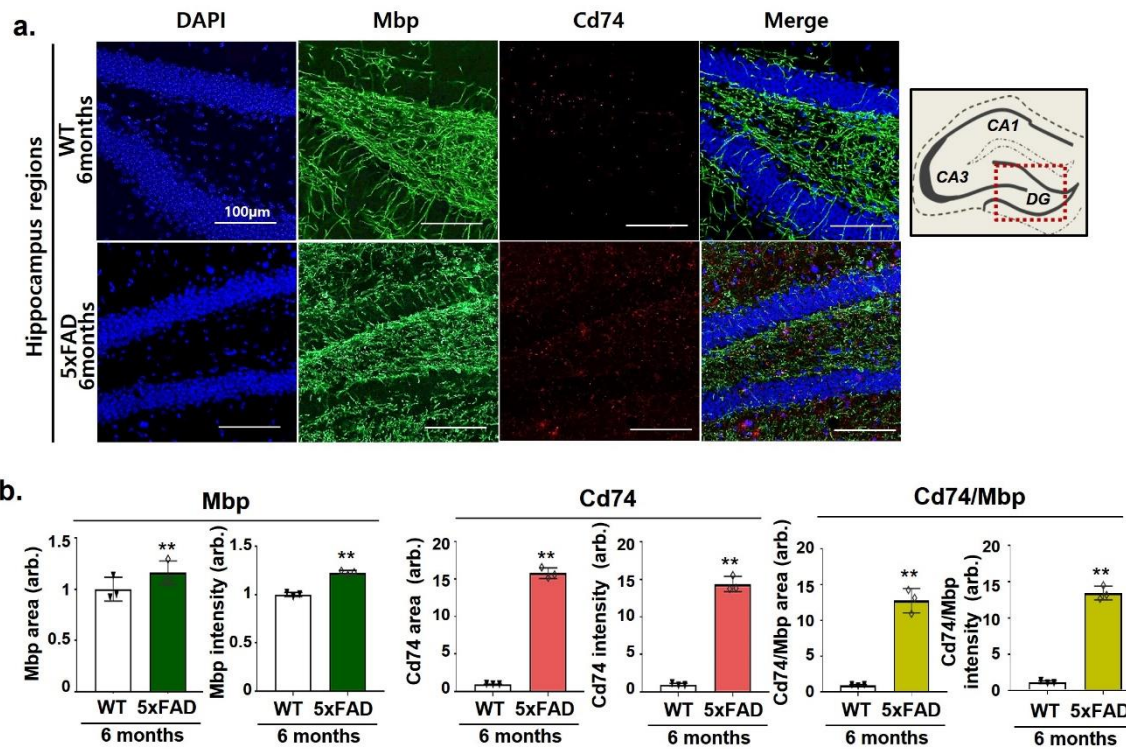 a.
DAPI Mbp Cd74 Merge
Hippocampus regions
WT
6months
100µm
5xFAD
6months
CA1
CA3
DG
b.
Mbp
Mbp area (arb.)
1.5
1
0.5
0
**
WT 5xFAD
6 months
Mbp intensity (arb.)
1.5
1
0.5
0
**
WT 5xFAD
6 months
Cd74
Cd74 area (arb.)
20
15
10
5
0
**
WT 5xFAD
6 months
Cd74 intensity (arb.)
20
15
10
5
0
**
WT 5xFAD
6 months
Cd74/Mbp
Cd74/Mbp area (arb.)
20
15
10
5
0
**
WT 5xFAD
6 months
Cd74/Mbp
intensity (arb.)
20
15
10
5
0
**
WT 5xFAD
6 months